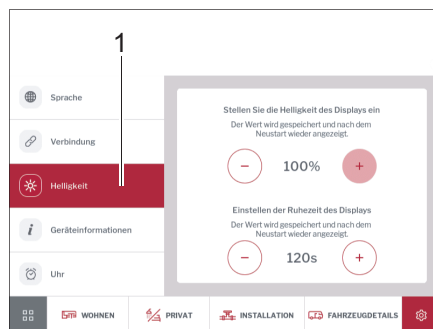 1
Sprache
Verbindung
Helligkeit
Geräteinformationen
Uhr
Stellen Sie die Helligkeit des Displays ein
Der Wert wird gespeichert und nach dem
Neustart wieder angezeigt.
− 100% +
Einstellen der Ruhezeit des Displays
Der Wert wird gespeichert und nach dem
Neustart wieder angezeigt.
− 120s +
WOHNEN PRIVAT INSTALLATION FAHRZEUGDETAILS